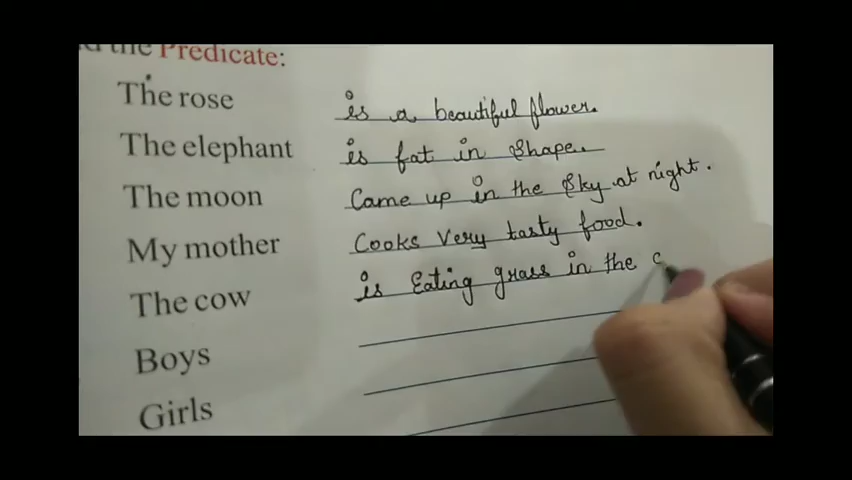 the Predicate:
The rose is a beautiful flower.
The elephant is fat in Shape.
The moon Came up in the Sky at night.
My mother Cooks Very tasty food.
The cow is Eating grass in the
Boys
Girls